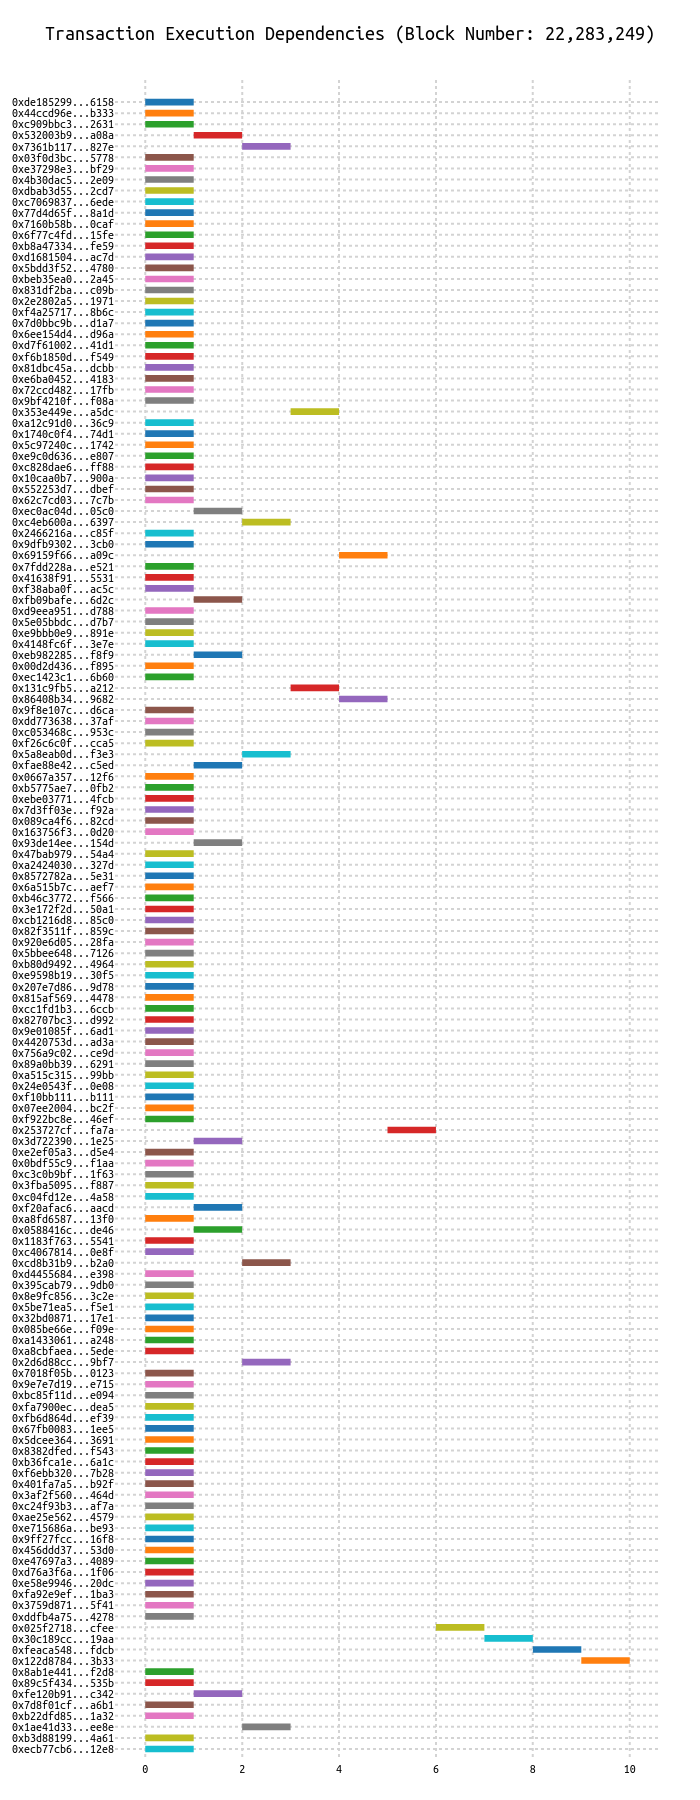 Transaction Execution Dependencies (Block Number: 22,283,249)
0xde185299...6158
0x44ccd96e...b333
0xc909bbc3...2631
0x532003b9...a08a
0x7361b117...827e
0x03f0d3bc...5778
0xe37298e3...bf29
0x4b30dac5...2e09
0xdbab3d55...2cd7
0xc7069837...6ede
0x77d4d65f...8a1d
0x7160b58b...0caf
0x6f77c4fd...15fe
0xb8a47334...fe59
0xd1681504...ac7d
0x5bdd3f52...4780
0xbeb35ea0...2a45
0x831df2ba...c09b
0x2e2802a5...1971
0xf4a25717...8b6c
0x7d0bbc9b...d1a7
0x6ee154d4...d96a
0xd7f61002...41d1
0xf6b1850d...f549
0x81dbc45a...dcbb
0xe6ba0452...4183
0x72ccd482...17fb
0x9bf4210f...f08a
0x353e449e...a5dc
0xa12c91d0...36c9
0x1740c0f4...74d1
0x5c97240c...1742
0xe9c0d636...e807
0xc828dae6...ff88
0x10caa0b7...900a
0x552253d7...dbef
0x62c7cd03...7c7b
0xec0ac04d...05c0
0xc4eb600a...6397
0x2466216a...c85f
0x9dfb9302...3cb0
0x69159f66...a09c
0x7fdd228a...e521
0x41638f91...5531
0xf38aba0f...ac5c
0xfb09bafe...6d2c
0xd9eea951...d788
0x5e05bbdc...d7b7
0xe9bbb0e9...891e
0x4148fc6f...3e7e
0xeb982285...f8f9
0x00d2d436...f895
0xec1423c1...6b60
0x131c9fb5...a212
0x86408b34...9682
0x9f8e107c...d6ca
0xdd773638...37af
0xc053468c...953c
0xf26c6c0f...cca5
0x5a8eab0d...f3e3
0xfae88e42...c5ed
0x0667a357...12f6
0xb5775ae7...0fb2
0xebe03771...4fcb
0x7d3ff03e...f92a
0x089ca4f6...82cd
0x163756f3...0d20
0x93de14ee...154d
0x47bab979...54a4
0xa2424030...327d
0x8572782a...5e31
0x6a515b7c...aef7
0xb46c3772...f566
0x3e172f2d...50a1
0xcb1216d8...85c0
0x82f3511f...859c
0x920e6d05...28fa
0x5bbee648...7126
0xb80d9492...4964
0xe9598b19...30f5
0x207e7d86...9d78
0x815af569...4478
0xcc1fd1b3...6ccb
0x82707bc3...d992
0x9e01085f...6ad1
0x4420753d...ad3a
0x756a9c02...ce9d
0x89a0bb39...6291
0xa515c315...99bb
0x24e0543f...0e08
0xf10bb111...b111
0x07ee2004...bc2f
0xf922bc8e...46ef
0x253727cf...fa7a
0x3d722390...1e25
0xe2ef05a3...d5e4
0x0bdf55c9...f1aa
0xc3c0b9bf...1f63
0x3fba5095...f887
0xc04fd12e...4a58
0xf20afac6...aacd
0xa8fd6587...13f0
0x0588416c...de46
0x1183f763...5541
0xc4067814...0e8f
0xcd8b31b9...b2a0
0xd4455684...e398
0x395cab79...9db0
0x8e9fc856...3c2e
0x5be71ea5...f5e1
0x32bd0871...17e1
0x085be66e...f09e
0xa1433061...a248
0xa8cbfaea...5ede
0x2d6d88cc...9bf7
0x7018f05b...0123
0x9e7e7d19...e715
0xbc85f11d...e094
0xfa7900ec...dea5
0xfb6d864d...ef39
0x67fb0083...1ee5
0x5dcee364...3691
0x8382dfed...f543
0xb36fca1e...6a1c
0xf6ebb320...7b28
0x401fa7a5...b92f
0x3af2f560...464d
0xc24f93b3...af7a
0xae25e562...4579
0xe715686a...be93
0x9ff27fcc...16f8
0x456ddd37...53d0
0xe47697a3...4089
0xd76a3f6a...1f06
0xe58e9946...20dc
0xfa92e9ef...1ba3
0x3759d871...5f41
0xddfb4a75...4278
0x025f2718...cfee
0x30c189cc...19aa
0xfeaca548...fdcb
0x122d8784...3b33
0x8ab1e441...f2d8
0x89c5f434...535b
0xfe120b91...c342
0x7d8f01cf...a6b1
0xb22dfd85...1a32
0x1ae41d33...ee8e
0xb3d88199...4a61
0xecb77cb6...12e8
0 2 4 6 8 10